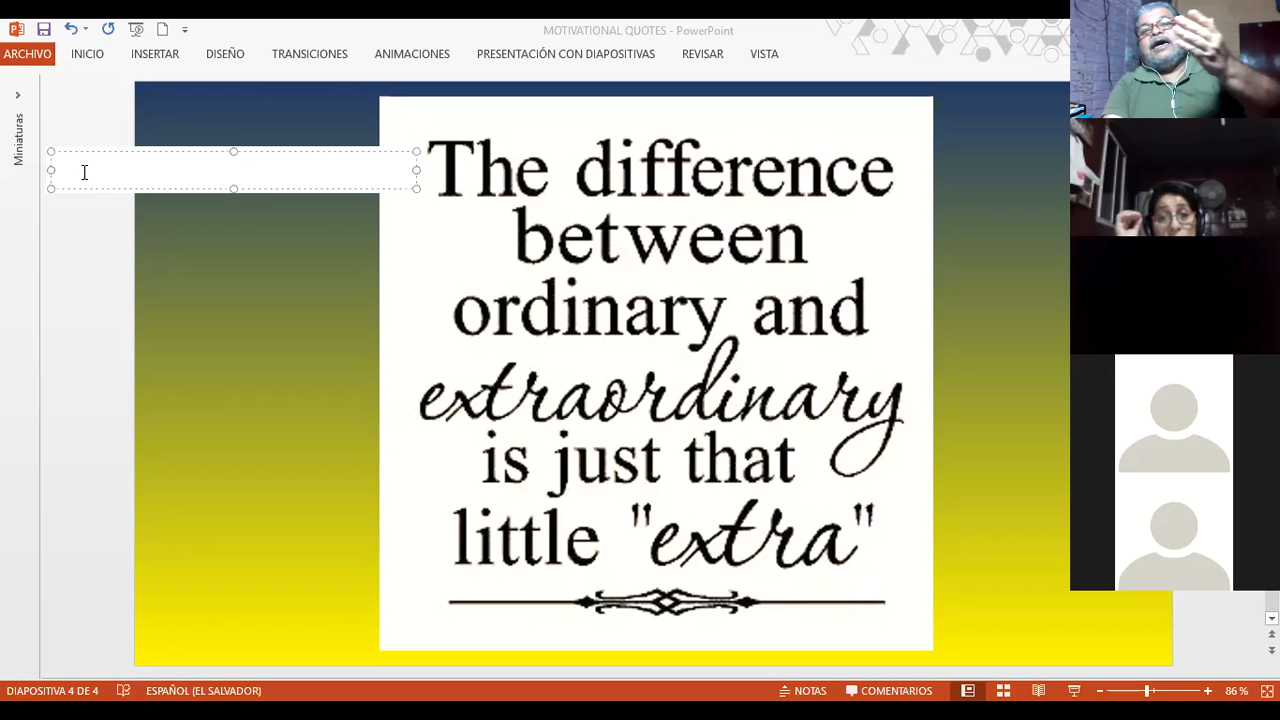 MOTIVATIONAL QUOTES - PowerPoint
ARCHIVO INICIO INSERTAR DISEÑO TRANSICIONES ANIMACIONES PRESENTACIÓN CON DIAPOSITIVAS REVISAR VISTA
Miniaturas
The difference
between
ordinary and
extraordinary
is just that
little "extra"
DIAPOSITIVA 4 DE 4 ESPAÑOL (EL SALVADOR) NOTAS COMENTARIOS 86 %